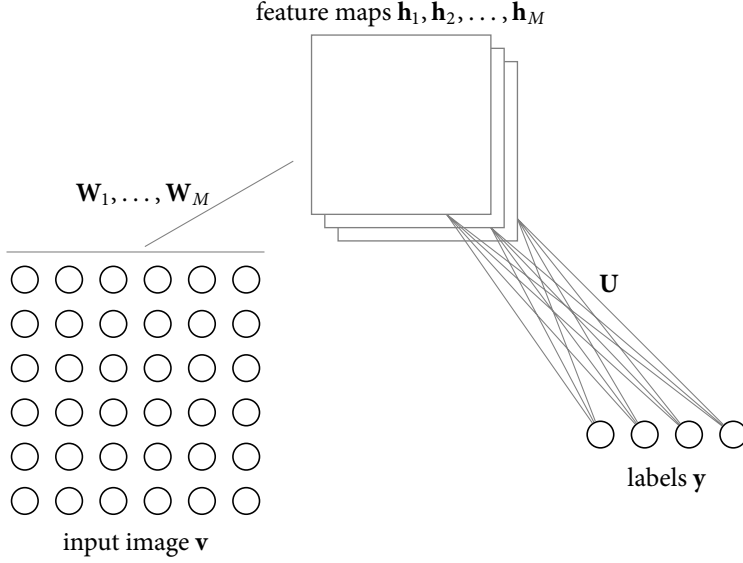 feature maps h₁, h₂, . . . , h_M
W₁, . . . , W_M
U
labels y
input image v